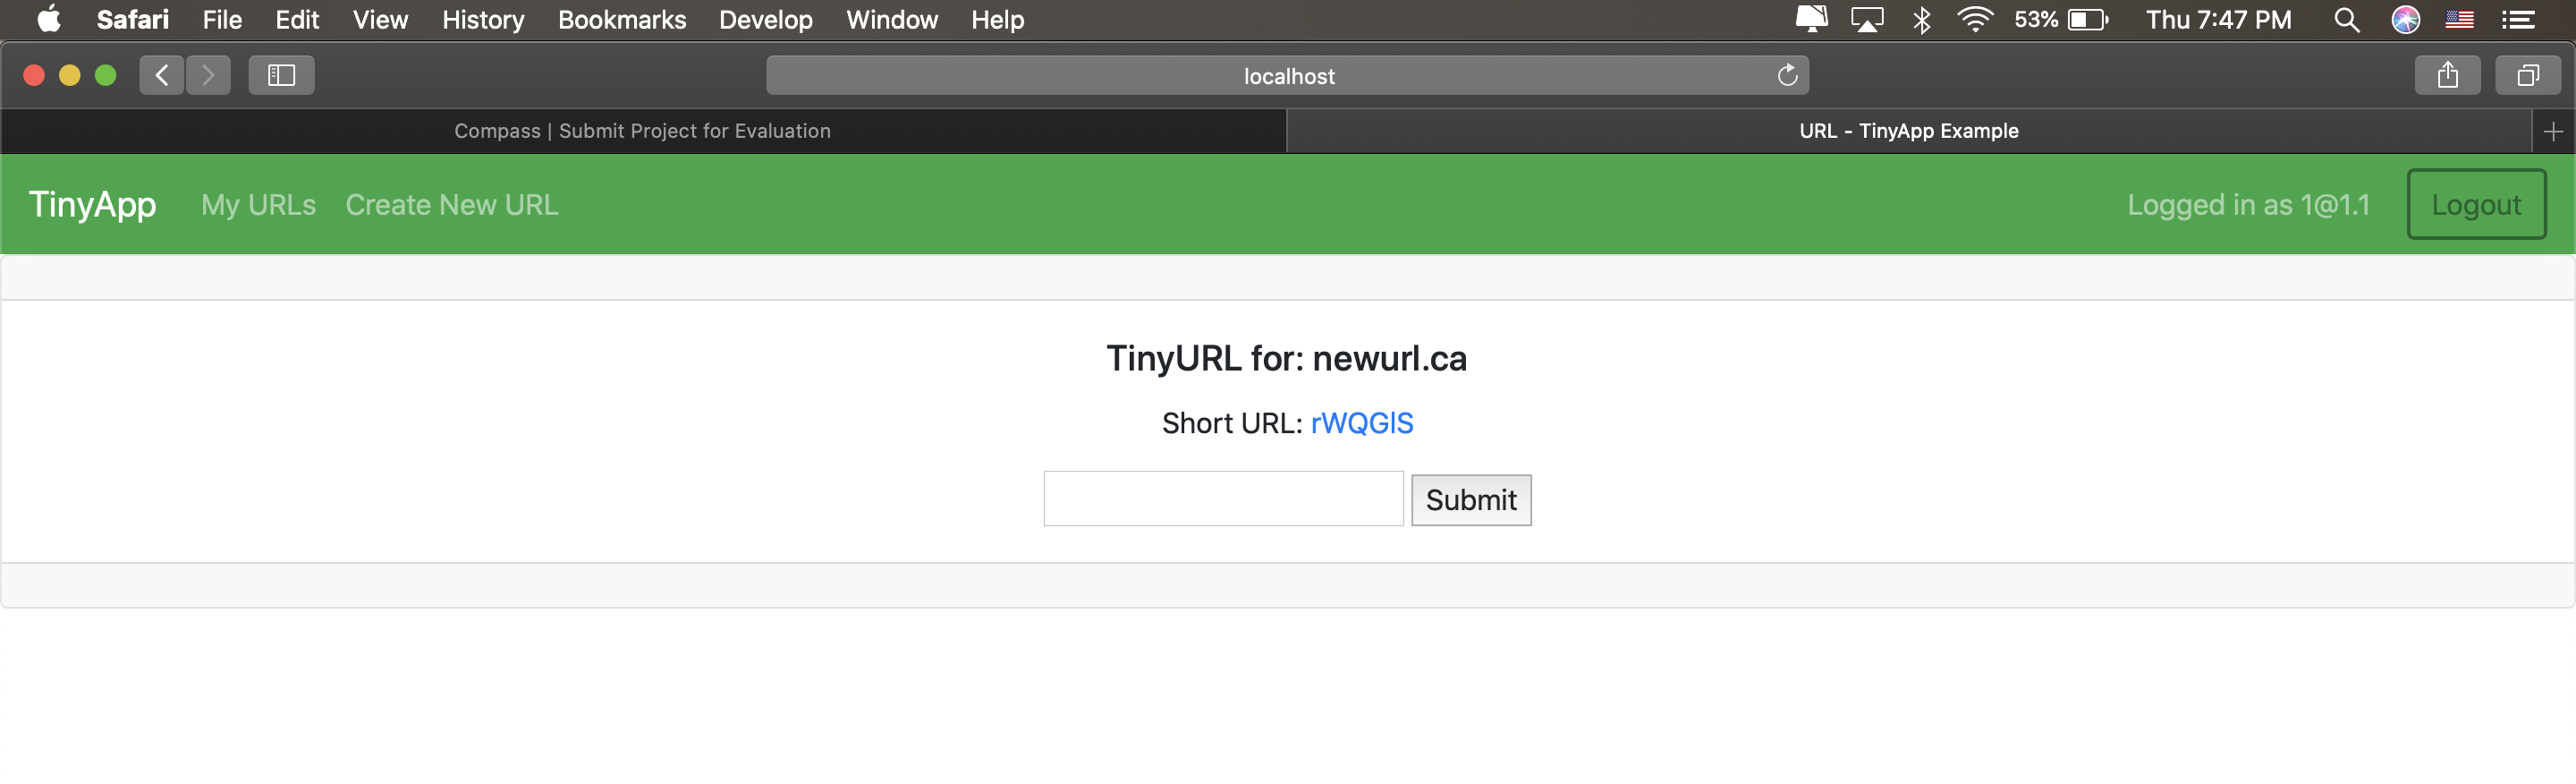 Safari File Edit View History Bookmarks Develop Window Help 53% Thu 7:47 PM
localhost
Compass | Submit Project for Evaluation URL - TinyApp Example
TinyApp My URLs Create New URL Logged in as 1@1.1 Logout
TinyURL for: newurl.ca
Short URL: rWQGlS
Submit